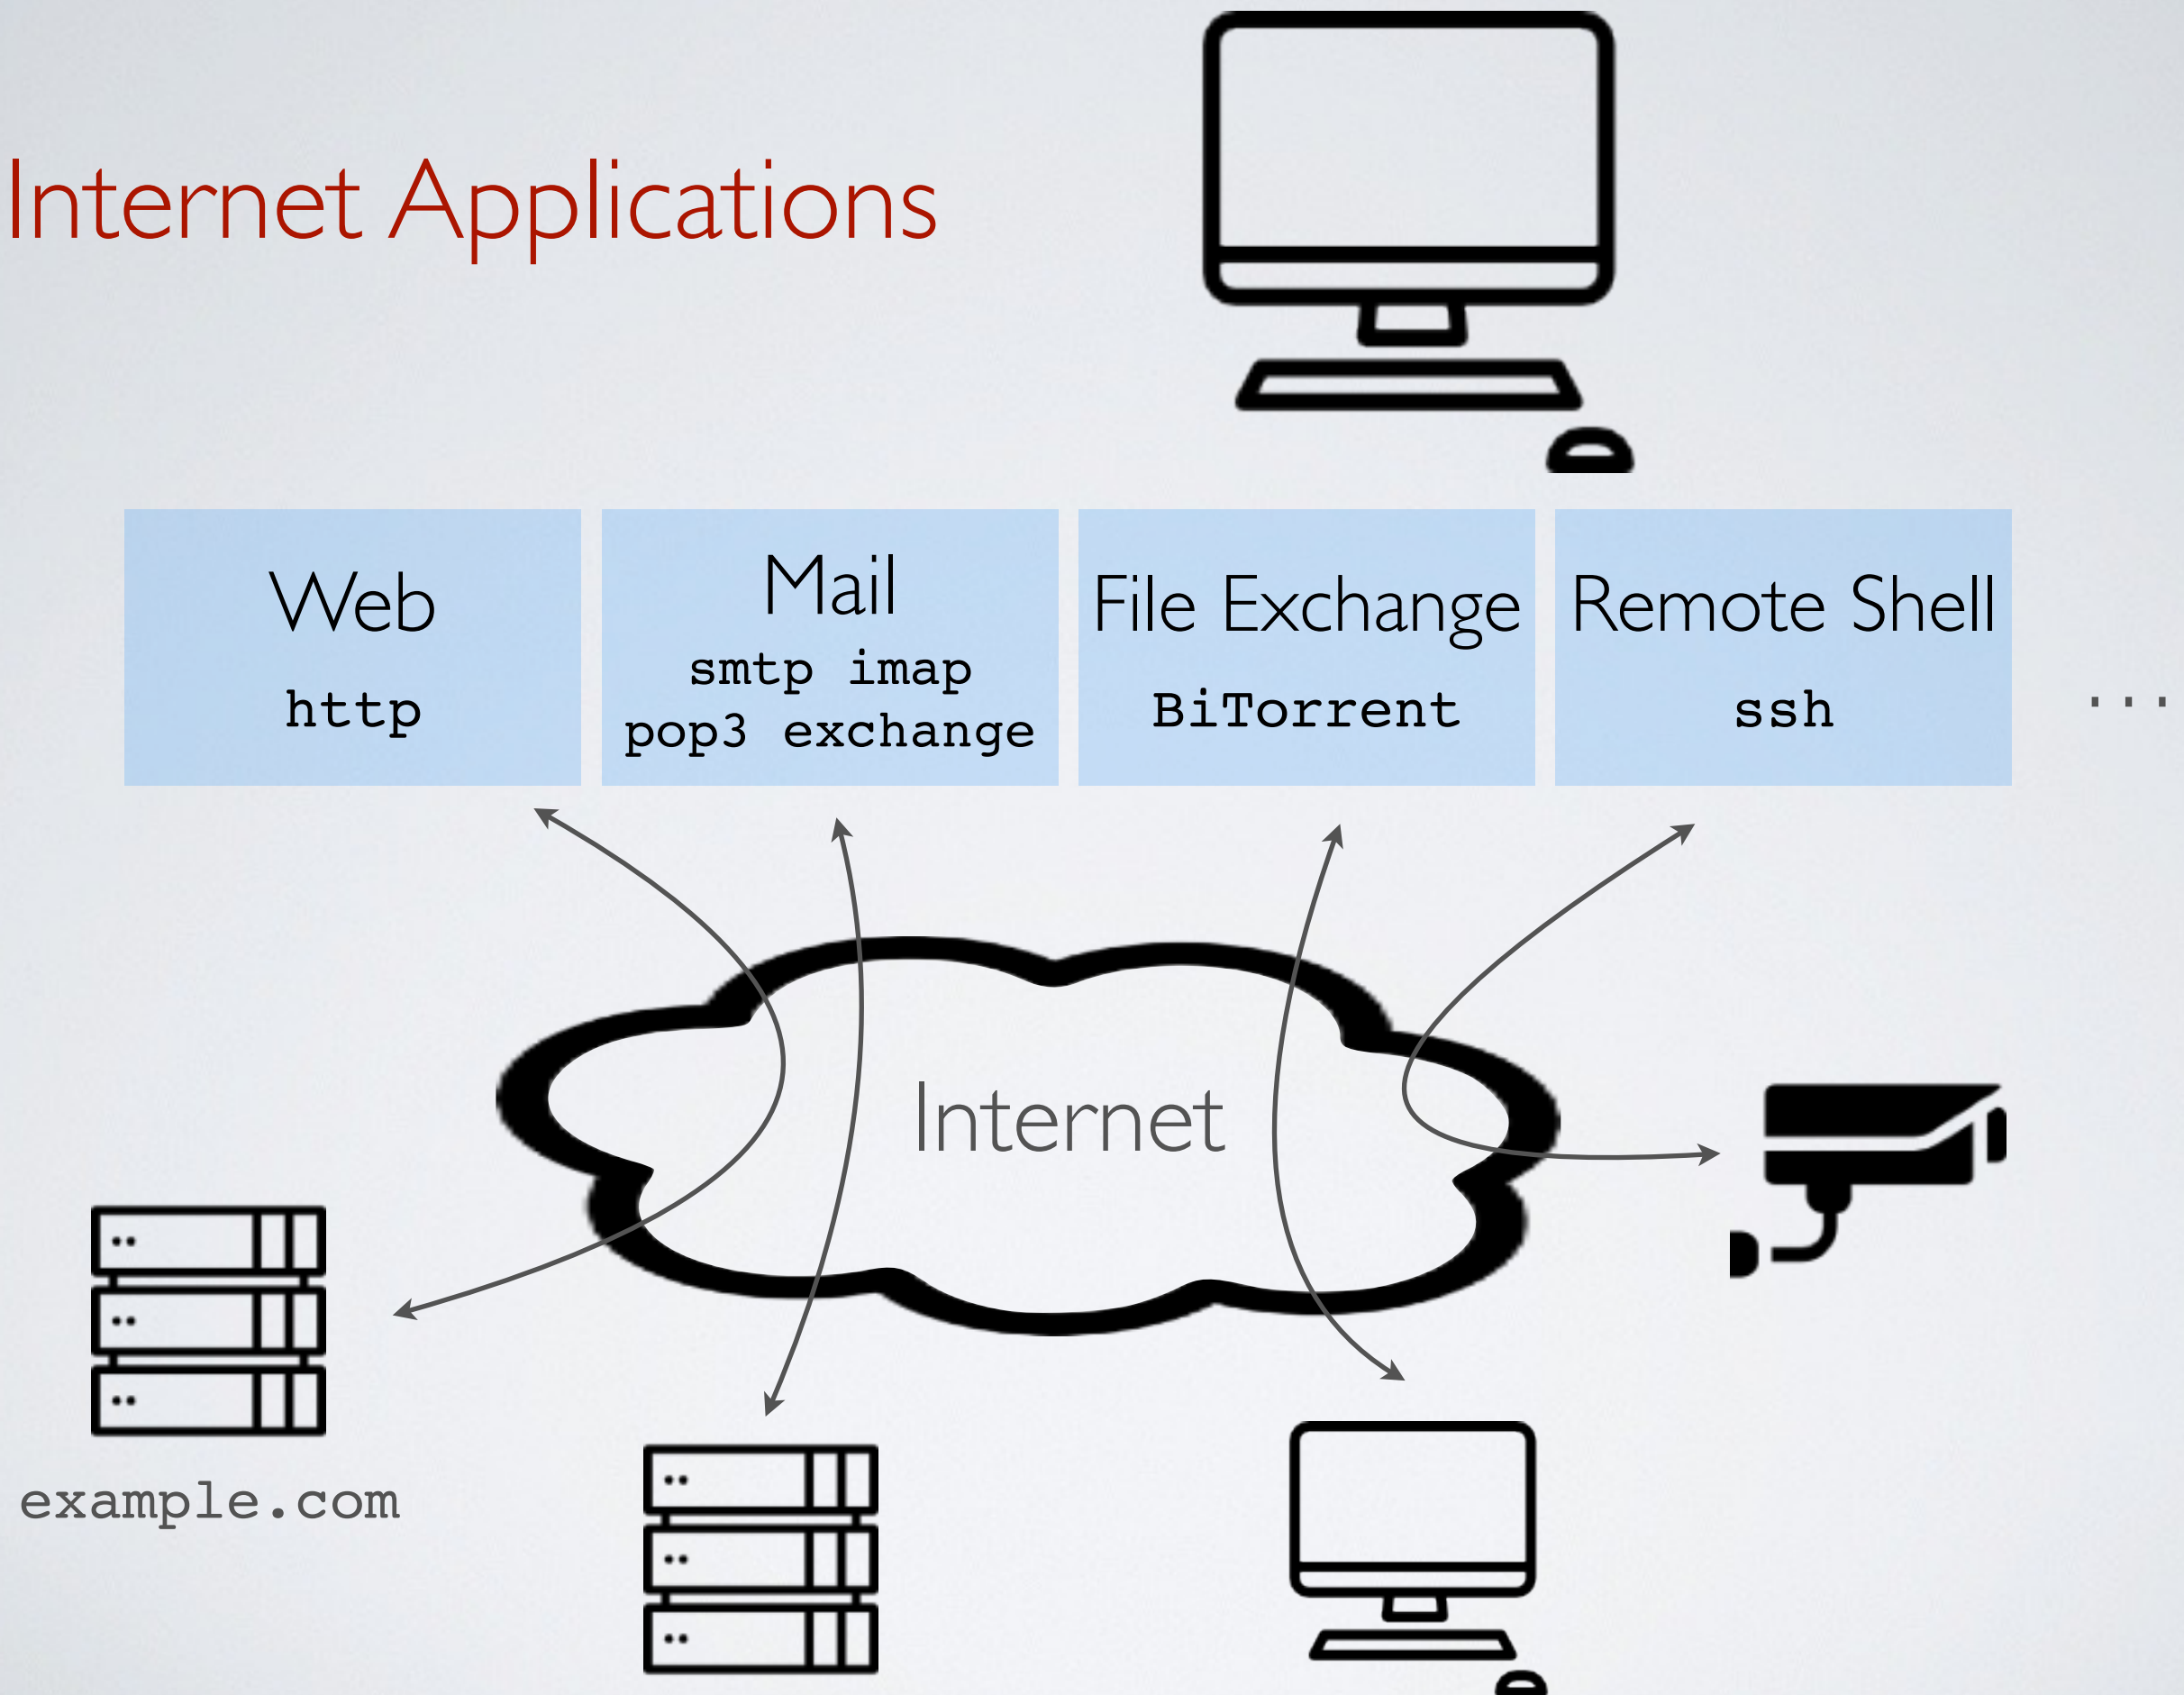 Internet Applications
Web
http
Mail
smtp imap
pop3 exchange
File Exchange
BiTorrent
Remote Shell
ssh
...
Internet
example.com